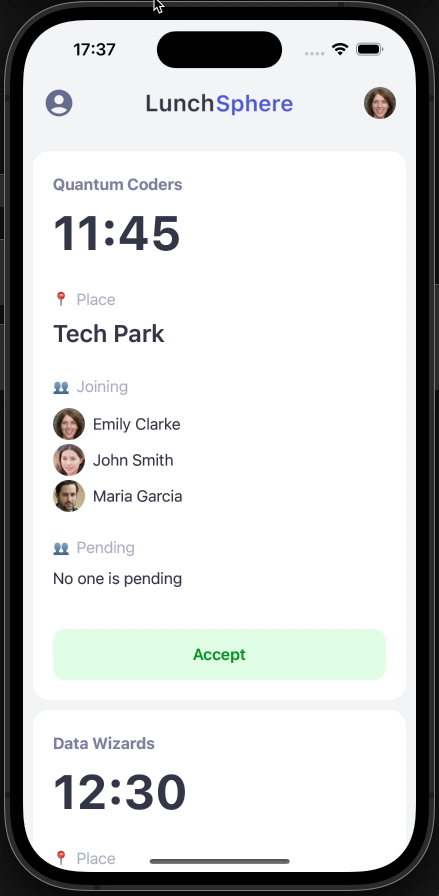 17:37
LunchSphere
Quantum Coders
11:45
📍 Place
Tech Park
👥 Joining
Emily Clarke
John Smith
Maria Garcia
👥 Pending
No one is pending
Accept
Data Wizards
12:30
📍 Place